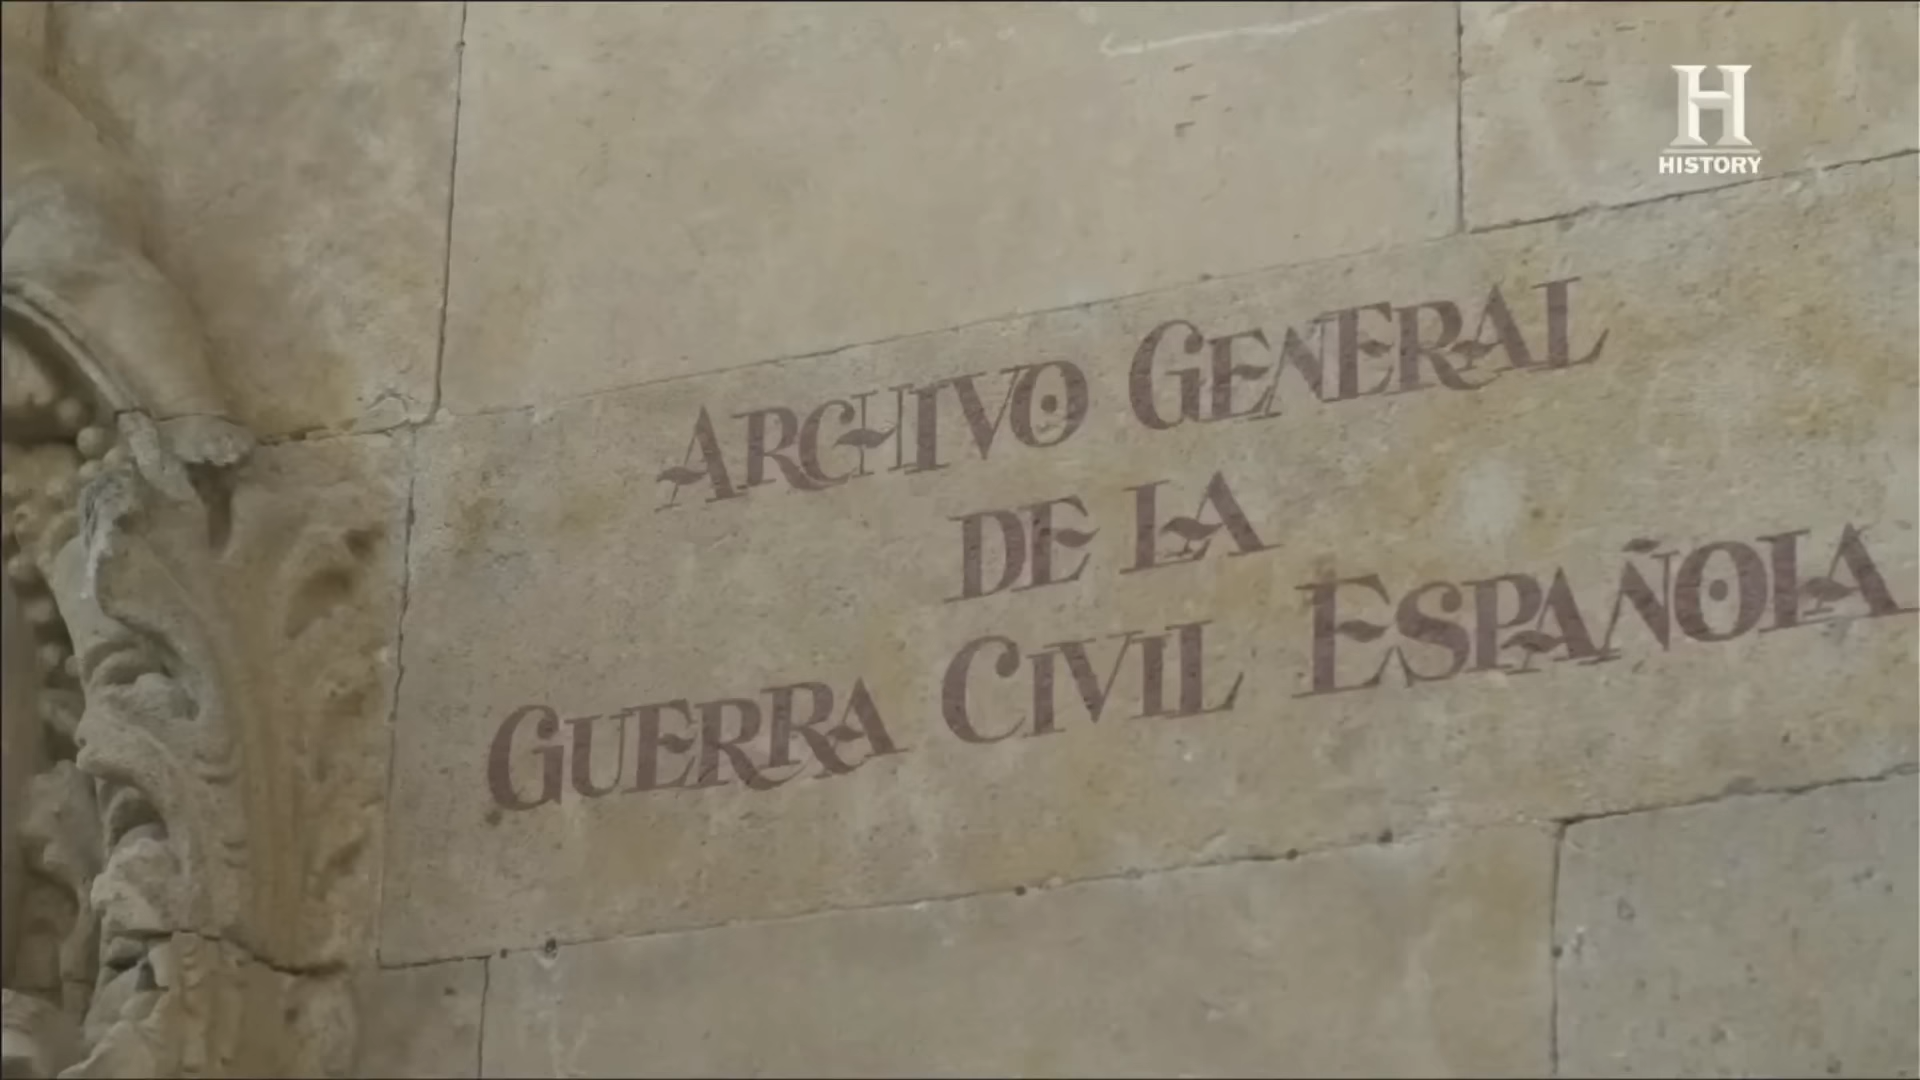 H
HISTORY
ARCHIVO GENERAL
DE LA
GUERRA CIVIL ESPAÑOLA